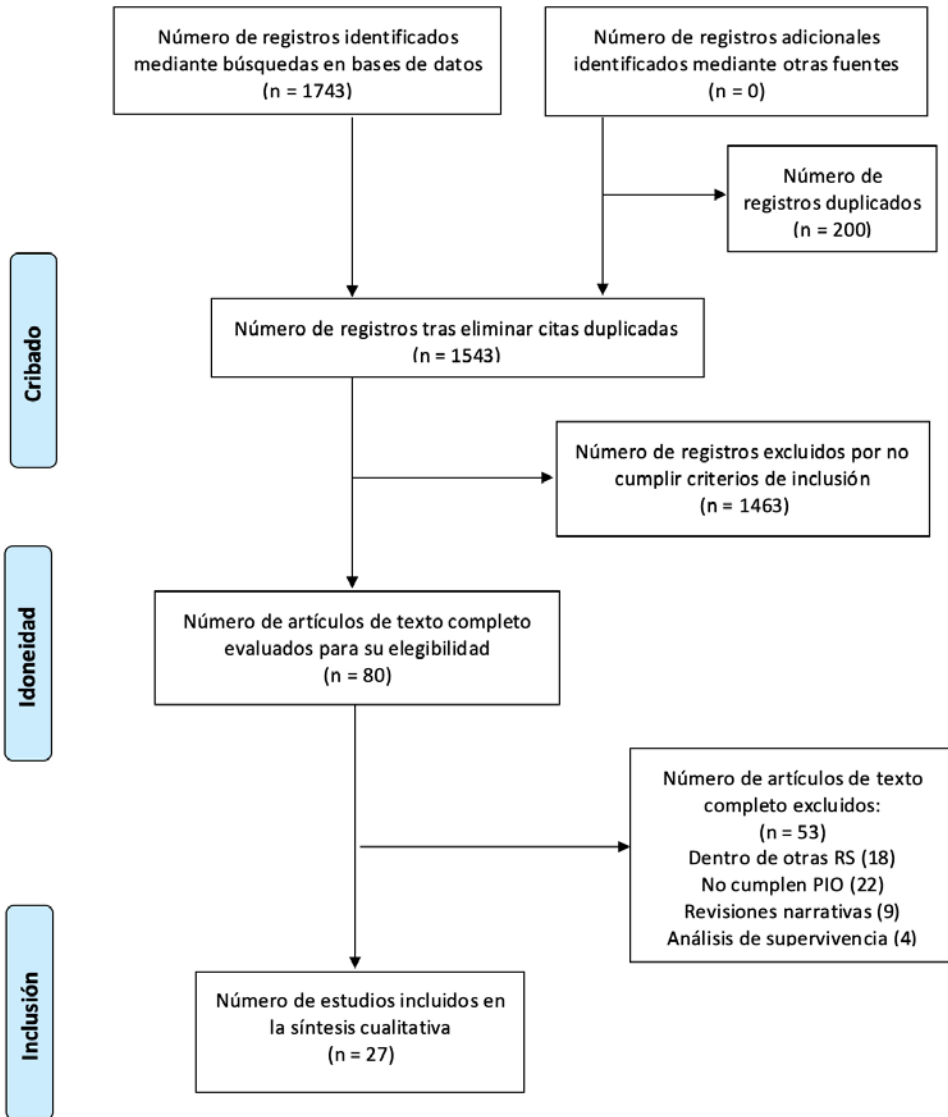 Número de registros identificados
mediante búsquedas en bases de datos
(n = 1743)
Número de registros adicionales
identificados mediante otras fuentes
(n = 0)
Número de
registros duplicados
(n = 200)
Cribado
Número de registros tras eliminar citas duplicadas
(n = 1543)
Número de registros excluidos por no
cumplir criterios de inclusión
(n = 1463)
Idoneidad
Número de artículos de texto completo
evaluados para su elegibilidad
(n = 80)
Número de artículos de texto
completo excluidos:
(n = 53)
Dentro de otras RS (18)
No cumplen PIO (22)
Revisiones narrativas (9)
Análisis de supervivencia (4)
Inclusión
Número de estudios incluidos en
la síntesis cualitativa
(n = 27)